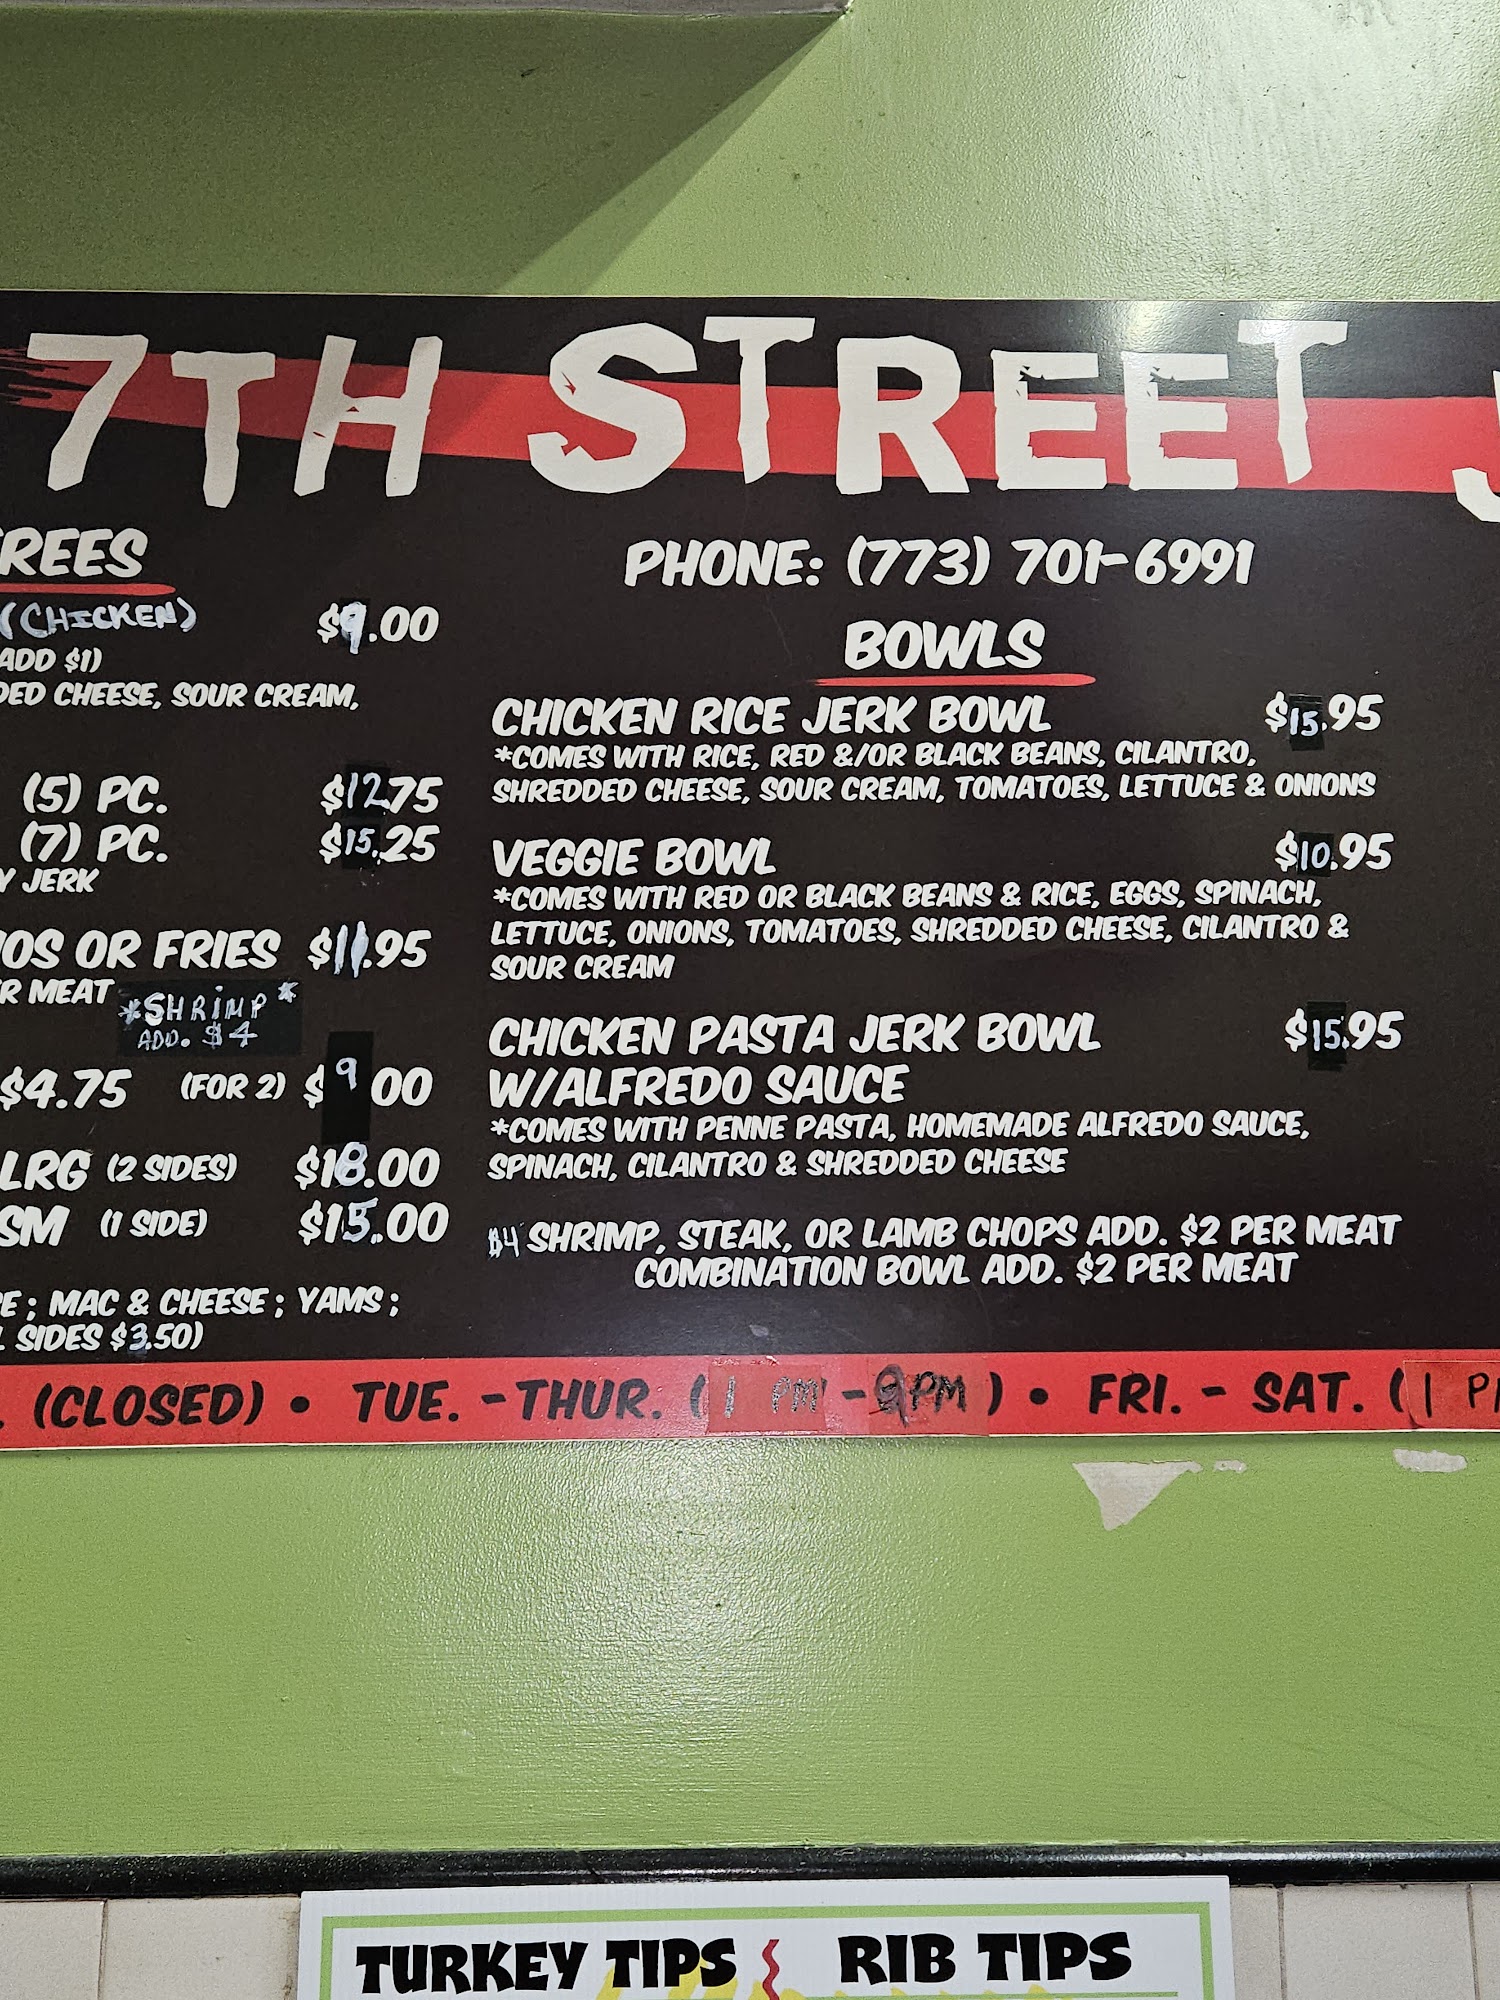 7TH STREET J
REES
(CHICKEN) $9.00
ADD $1)
DED CHEESE, SOUR CREAM,
(5) PC. $12.75
(7) PC. $15.25
Y JERK
OS OR FRIES $11.95
R MEAT *SHRIMP*
ADD. $4
$4.75 (FOR 2) $9 00
LRG (2 SIDES) $18.00
SM (1 SIDE) $15.00
E ; MAC & CHEESE ; YAMS ;
L SIDES $3.50)
PHONE: (773) 701-6991
BOWLS
CHICKEN RICE JERK BOWL $15.95
*COMES WITH RICE, RED &/OR BLACK BEANS, CILANTRO,
SHREDDED CHEESE, SOUR CREAM, TOMATOES, LETTUCE & ONIONS
VEGGIE BOWL $10.95
*COMES WITH RED OR BLACK BEANS & RICE, EGGS, SPINACH,
LETTUCE, ONIONS, TOMATOES, SHREDDED CHEESE, CILANTRO &
SOUR CREAM
CHICKEN PASTA JERK BOWL $15.95
W/ALFREDO SAUCE
*COMES WITH PENNE PASTA, HOMEMADE ALFREDO SAUCE,
SPINACH, CILANTRO & SHREDDED CHEESE
$4 SHRIMP, STEAK, OR LAMB CHOPS ADD. $2 PER MEAT
COMBINATION BOWL ADD. $2 PER MEAT
. (CLOSED) • TUE. - THUR. (1 PM - 9PM) • FRI. - SAT. (1 P
TURKEY TIPS RIB TIPS